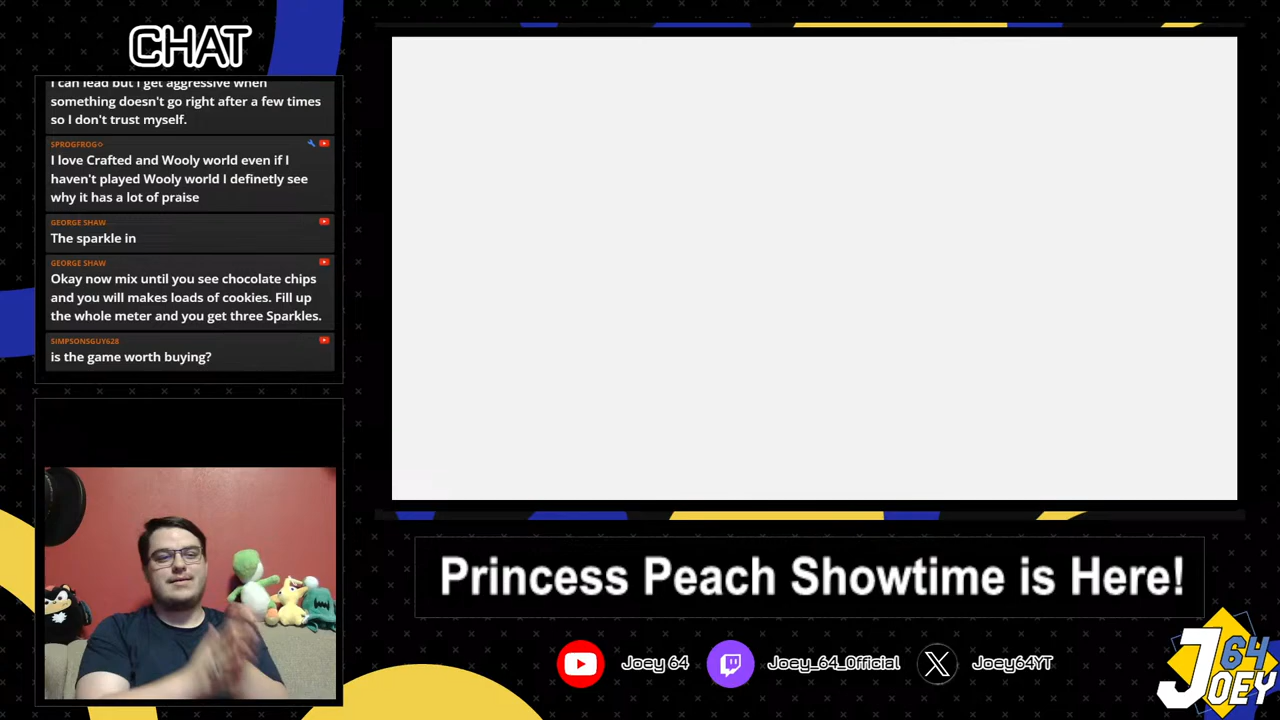 CHAT
I can lead but I get aggressive when
something doesn't go right after a few times
so I don't trust myself.
SPROGFROG
I love Crafted and Wooly world even if I
haven't played Wooly world I definetly see
why it has a lot of praise
GEORGE SHAW
The sparkle in
GEORGE SHAW
Okay now mix until you see chocolate chips
and you will makes loads of cookies. Fill up
the whole meter and you get three Sparkles.
SIMPSONSGUY628
is the game worth buying?
Princess Peach Showtime is Here!
Joey 64
Joey_64_Official
Joey64YT
64
JOEY